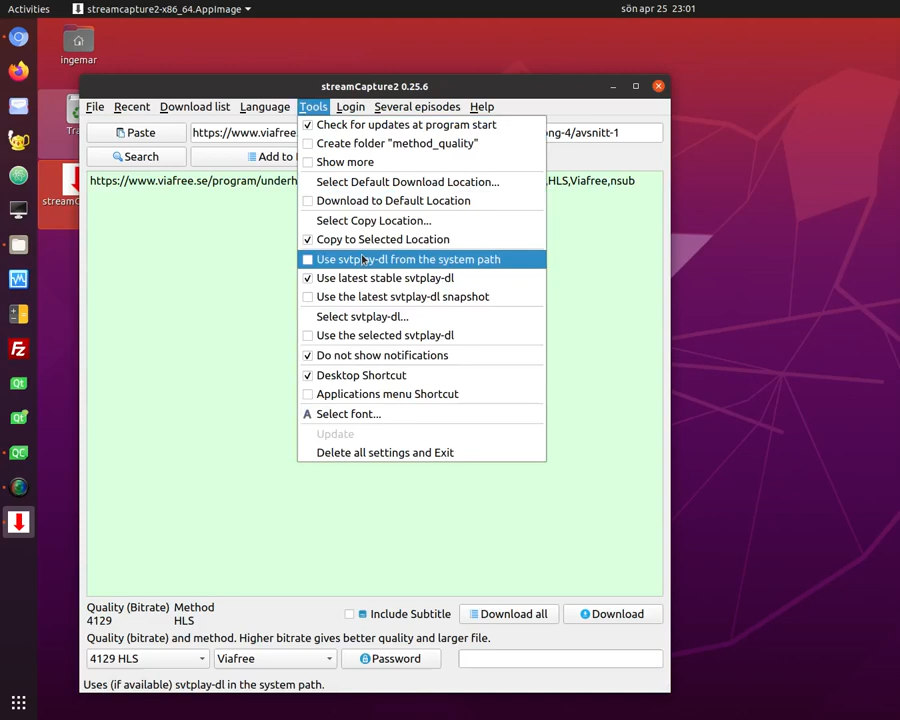 Activities
streamcapture2-x86_64.AppImage
sön apr 25 23:01
ingemar
Tra
streamC
streamCapture2 0.25.6
File Recent Download list Language Tools Login Several episodes Help
Paste
https://www.viafree
ong-4/avsnitt-1
Search
Add to
https://www.viafree.se/program/underh
,HLS,Viafree,nsub
Check for updates at program start
Create folder "method_quality"
Show more
Select Default Download Location...
Download to Default Location
Select Copy Location...
Copy to Selected Location
Use svtplay-dl from the system path
Use latest stable svtplay-dl
Use the latest svtplay-dl snapshot
Select svtplay-dl...
Use the selected svtplay-dl
Do not show notifications
Desktop Shortcut
Applications menu Shortcut
A Select font...
Update
Delete all settings and Exit
Quality (Bitrate) Method
4129 HLS
Include Subtitle
Download all
Download
Quality (bitrate) and method. Higher bitrate gives better quality and larger file.
4129 HLS
Viafree
Password
Uses (if available) svtplay-dl in the system path.